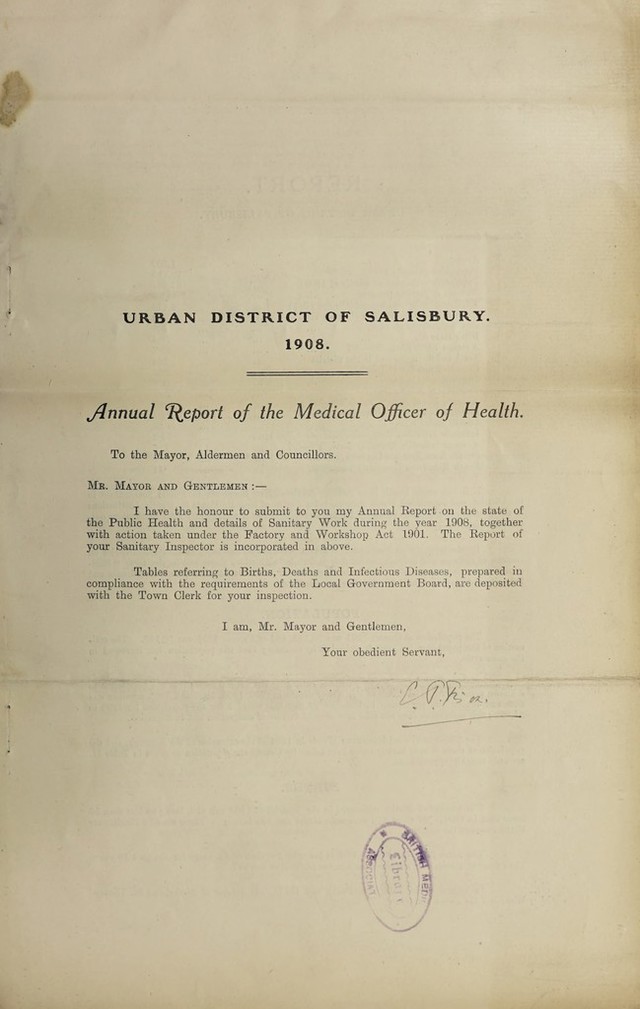 URBAN DISTRICT OF SALISBURY.
1908.
Annual Report of the Medical Officer of Health.
To the Mayor, Aldermen and Councillors.
MR. MAYOR AND GENTLEMEN :—
I have the honour to submit to you my Annual Report on the state of
the Public Health and details of Sanitary Work during the year 1908, together
with action taken under the Factory and Workshop Act 1901. The Report of
your Sanitary Inspector is incorporated in above.
Tables referring to Births, Deaths and Infectious Diseases, prepared in
compliance with the requirements of the Local Government Board, are deposited
with the Town Clerk for your inspection.
I am, Mr. Mayor and Gentlemen,
Your obedient Servant,
BRITISH MEDI
ASSOCIAT
Library